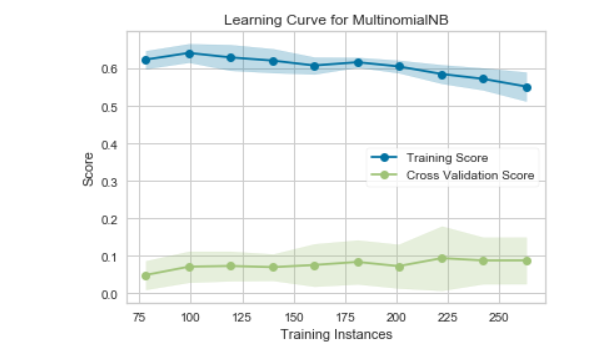 Learning Curve for MultinomialNB
0.6
0.5
0.4
0.3
0.2
0.1
0.0
Score
Training Score
Cross Validation Score
75 100 125 150 175 200 225 250
Training Instances